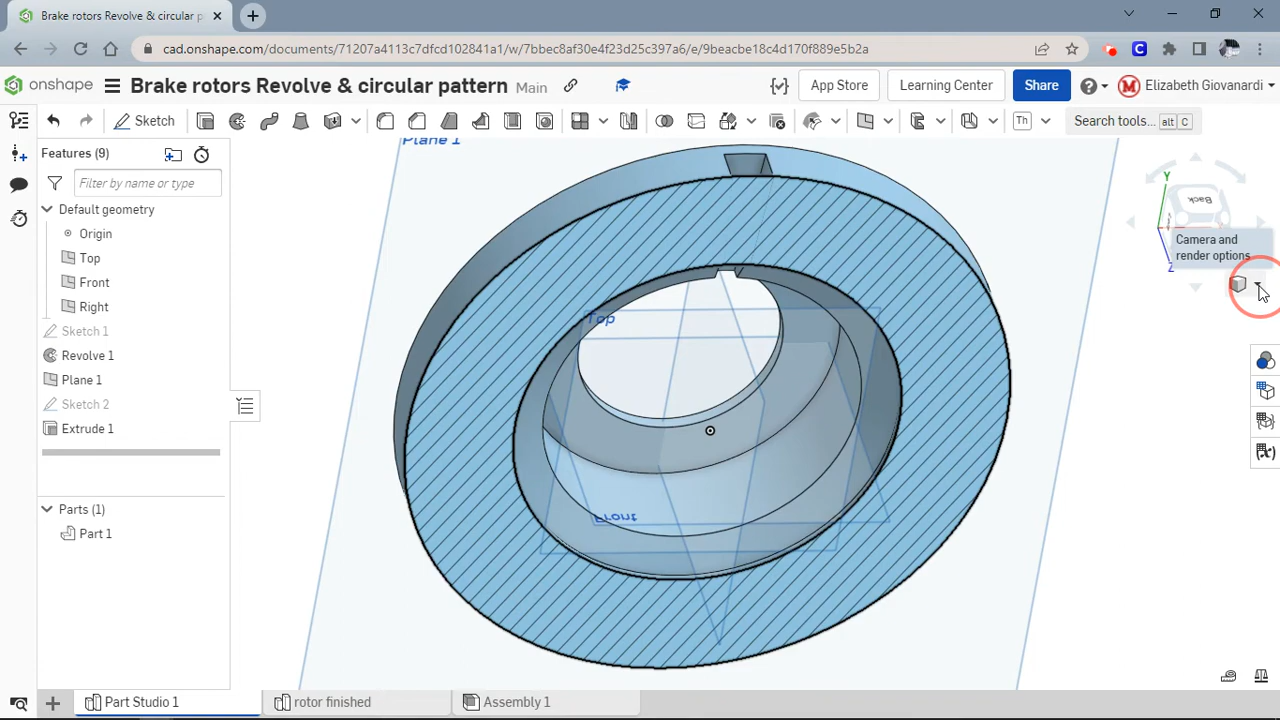 Brake rotors Revolve & circular p
cad.onshape.com/documents/71207a4113c7dfcd102841a1/w/7bbec8af30e4f23d25c397a6/e/9beacbe18c4d170f889e5b2a
onshape
Brake rotors Revolve & circular pattern
Main
App Store
Learning Center
Share
Elizabeth Giovanardi
Sketch
Search tools... alt C
Features (9)
Filter by name or type
Default geometry
Origin
Top
Front
Right
Sketch 1
Revolve 1
Plane 1
Sketch 2
Extrude 1
Parts (1)
Part 1
Plane 1
Top
Front
Y
Back
Z
Camera and
render options
Part Studio 1
rotor finished
Assembly 1